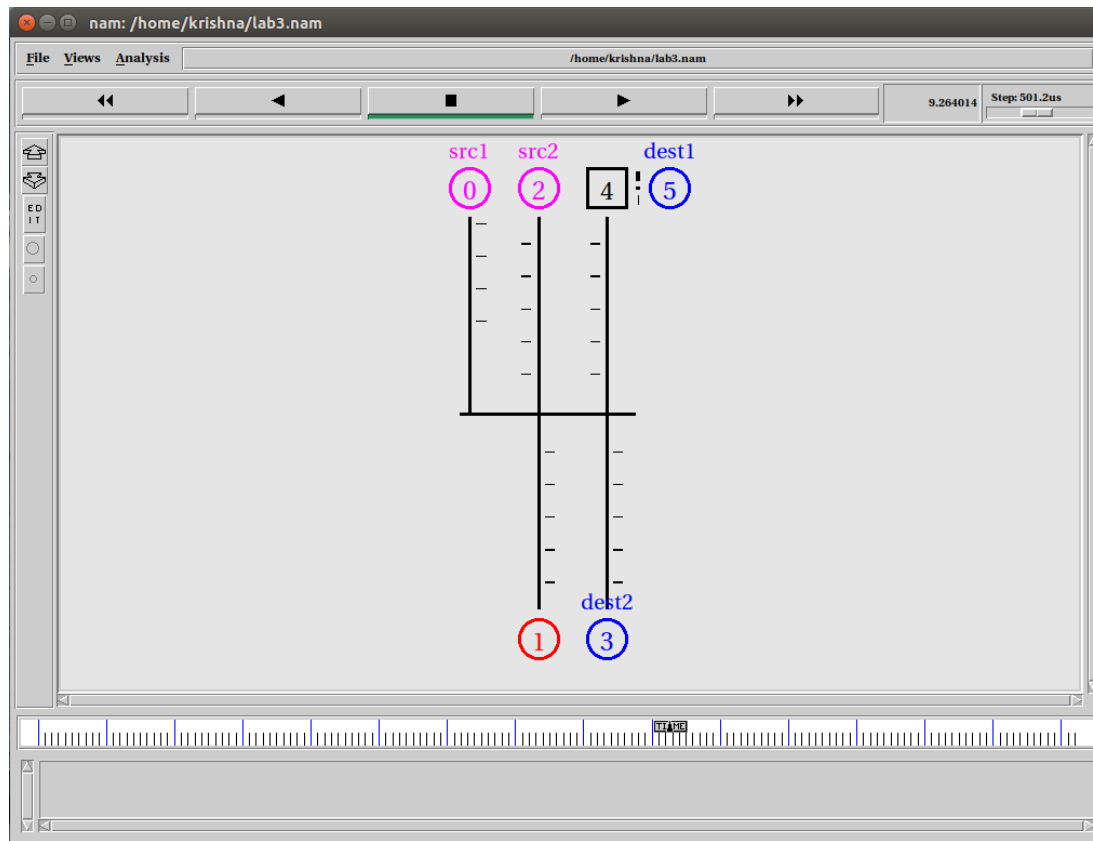 nam: /home/krishna/lab3.nam
File Views Analysis /home/krishna/lab3.nam
9.264014 Step: 501.2us
ED
IT
src1 src2 dest1
0 2 4 5
dest2
1 3
TIME